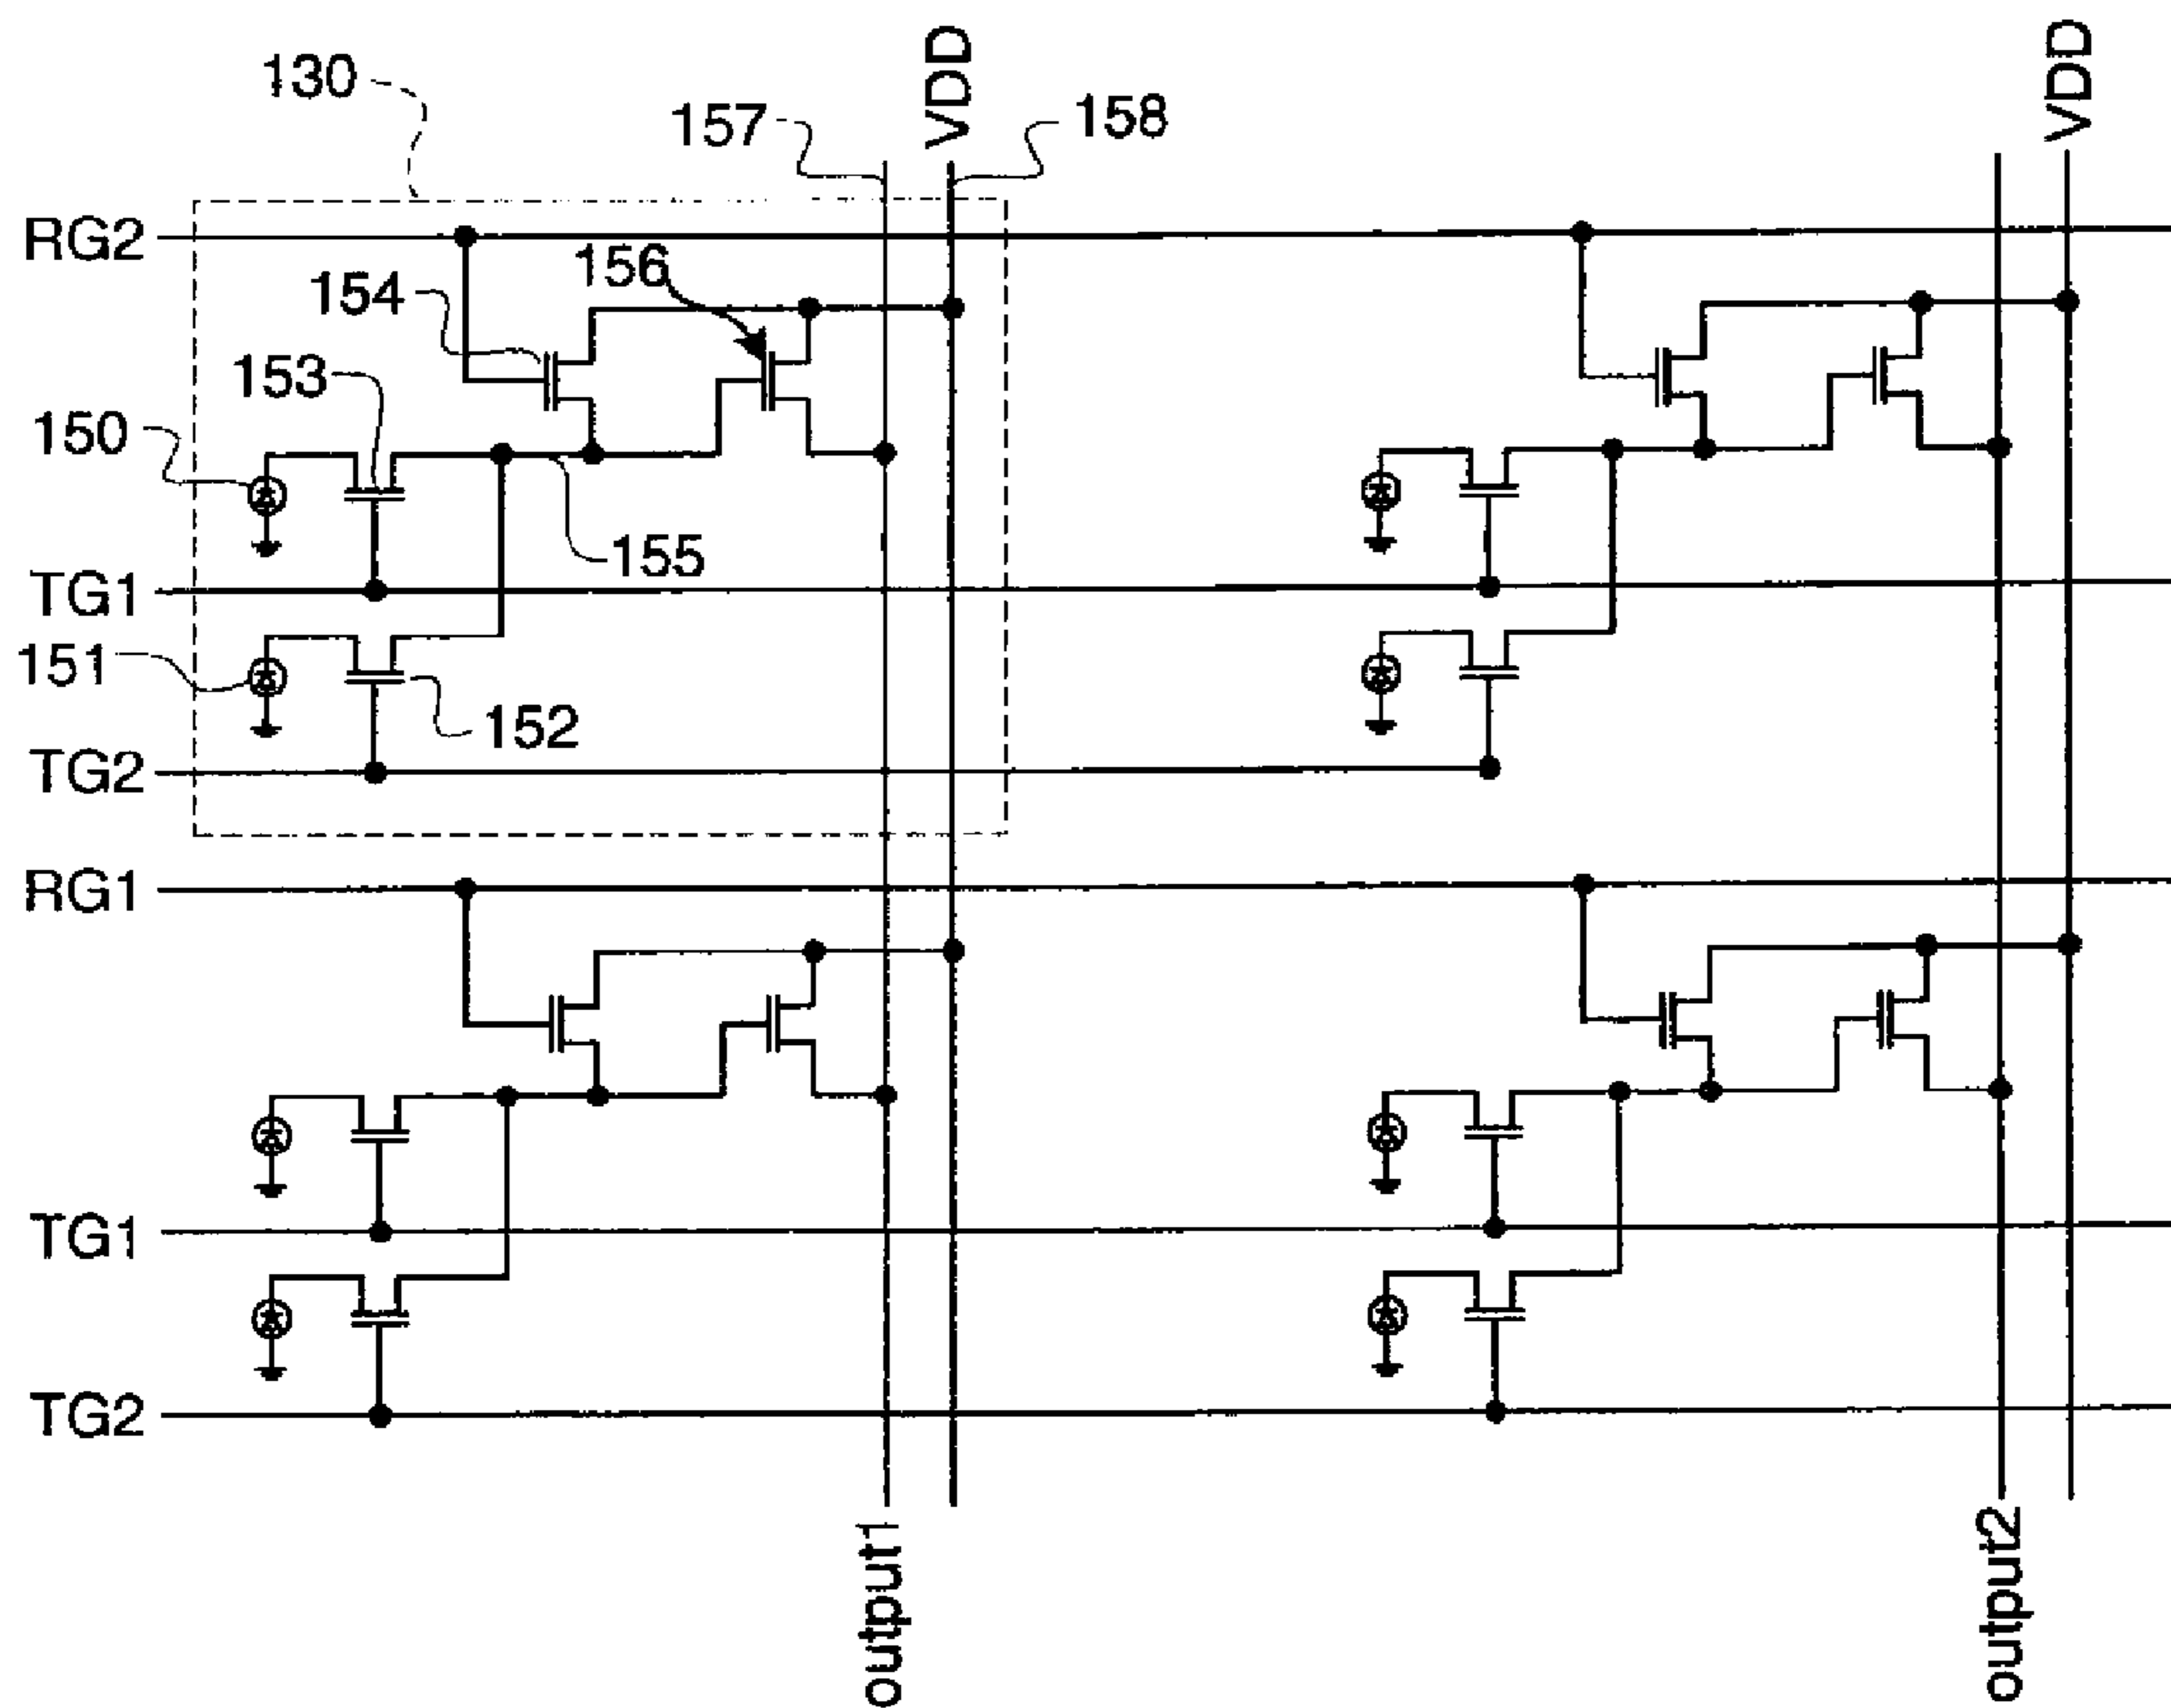 VDD
VDD
130
157
158
RG2
156
154
153
150
155
TG1
151
152
TG2
RG1
TG1
TG2
output1
output2